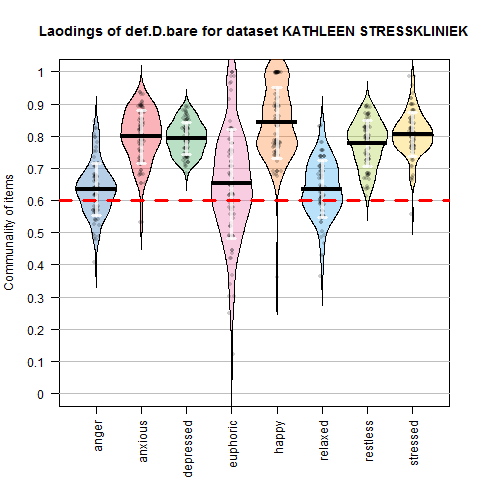 Laodings of def.D.bare for dataset KATHLEEN STRESSKLINIEK
Communality of items
1
0.9
0.8
0.7
0.6
0.5
0.4
0.3
0.2
0.1
0
anger
anxious
depressed
euphoric
happy
relaxed
restless
stressed